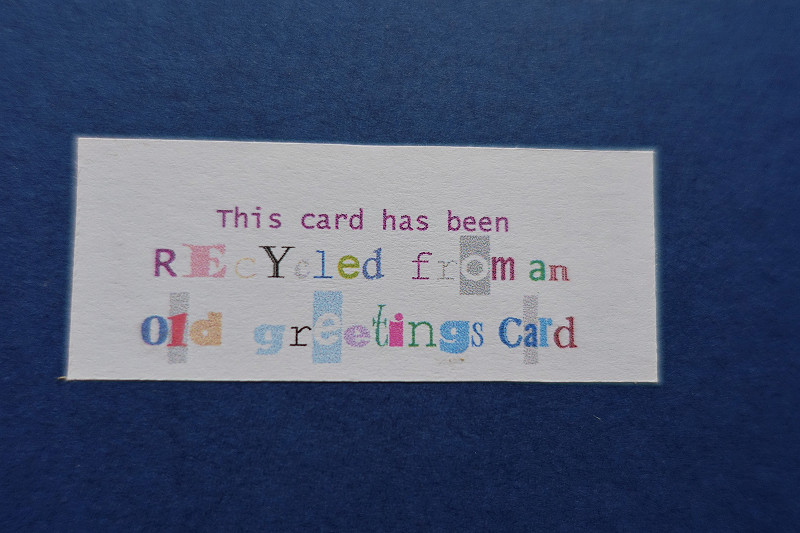 This card has been
REcYcled from an
old greetings card